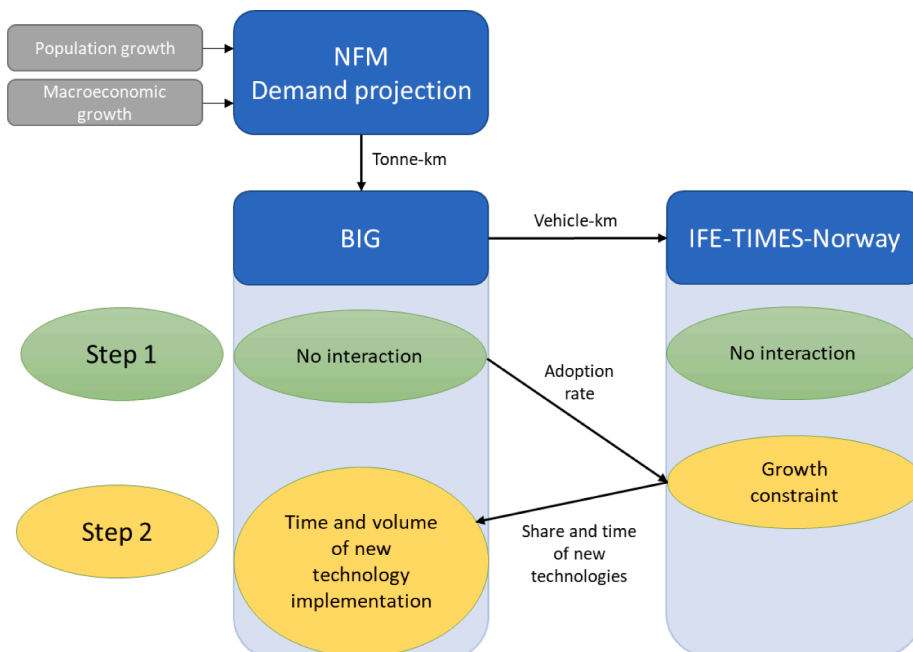 Population growth
Macroeconomic
growth
NFM
Demand projection
Tonne-km
BIG
Vehicle-km
IFE-TIMES-Norway
Step 1
No interaction
Adoption
rate
No interaction
Step 2
Time and volume
of new
technology
implementation
Share and time
of new
technologies
Growth
constraint